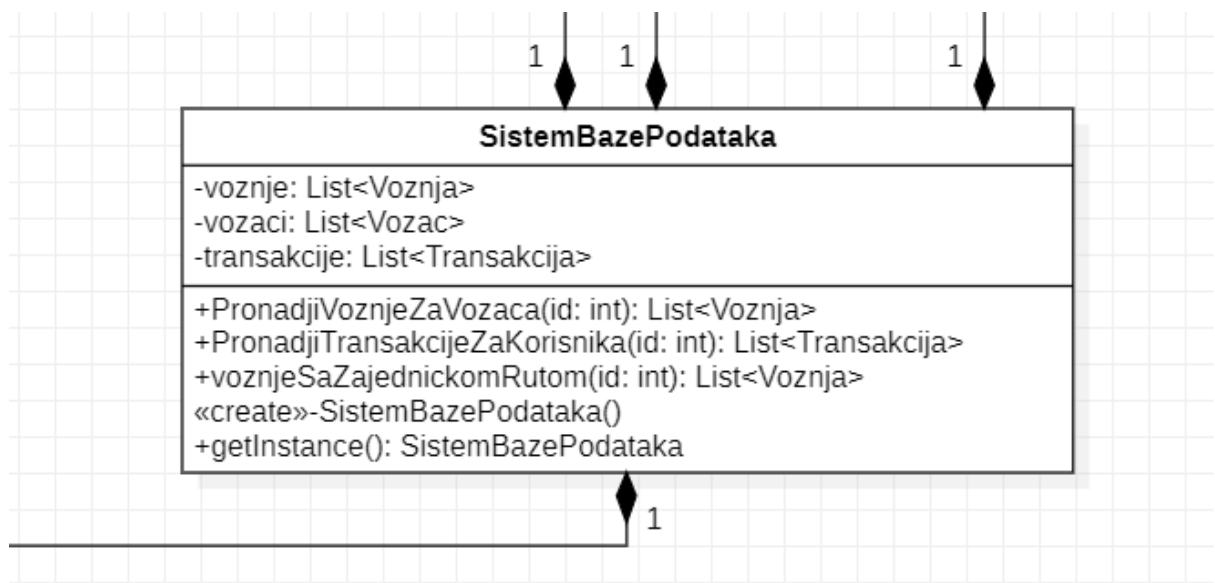 1 1 1
SistemBazePodataka
-voznje: List<Voznja>
-vozaci: List<Vozac>
-transakcije: List<Transakcija>
+PronadjiVoznjeZaVozaca(id: int): List<Voznja>
+PronadjiTransakcijeZaKorisnika(id: int): List<Transakcija>
+voznjeSaZajednickomRutom(id: int): List<Voznja>
«create»-SistemBazePodataka()
+getInstance(): SistemBazePodataka
1